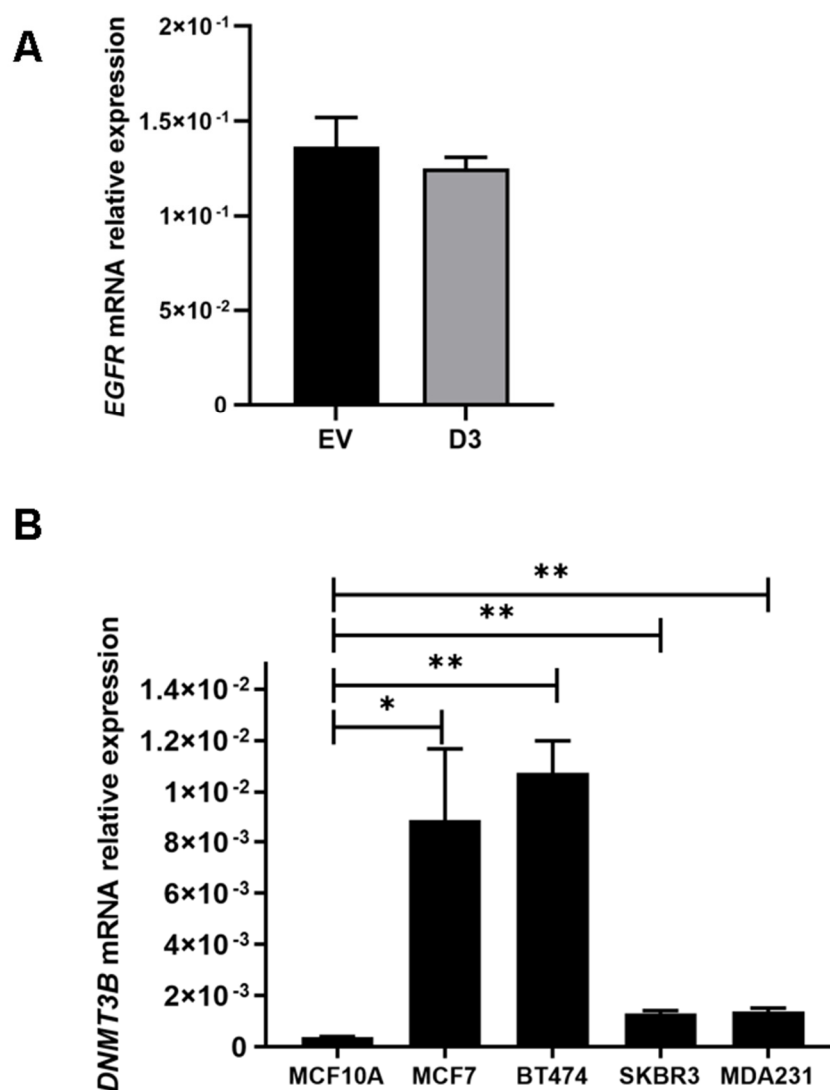 A
EGFR mRNA relative expression
2×10⁻¹
1.5×10⁻¹
1×10⁻¹
5×10⁻²
0
EV D3
B
DNMT3B mRNA relative expression
**
**
**
*
1.4×10⁻²
1.2×10⁻²
1×10⁻²
8×10⁻³
6×10⁻³
4×10⁻³
2×10⁻³
0
MCF10A MCF7 BT474 SKBR3 MDA231